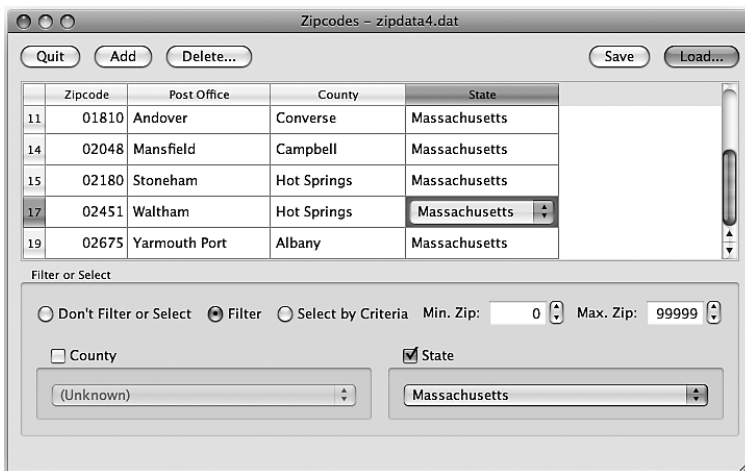 Zipcodes – zipdata4.dat
Quit Add Delete... Save Load...
Zipcode Post Office County State
11 01810 Andover Converse Massachusetts
14 02048 Mansfield Campbell Massachusetts
15 02180 Stoneham Hot Springs Massachusetts
17 02451 Waltham Hot Springs Massachusetts
19 02675 Yarmouth Port Albany Massachusetts
Filter or Select
Don't Filter or Select Filter Select by Criteria Min. Zip: 0 Max. Zip: 99999
County State
(Unknown) Massachusetts